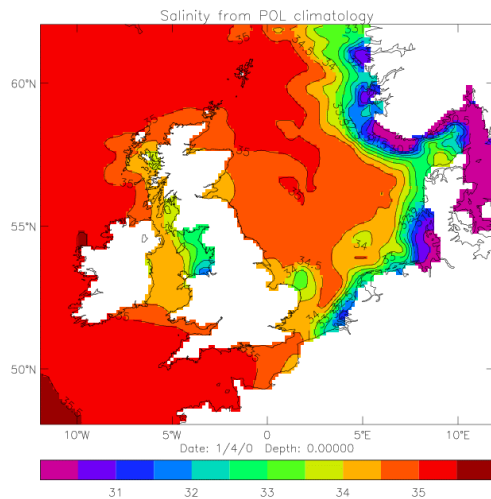 Salinity from POL climatology
60°N
55°N
50°N
10°W 5°W 0 5°E 10°E
Date: 1/4/0 Depth: 0.00000
31 32 33 34 35